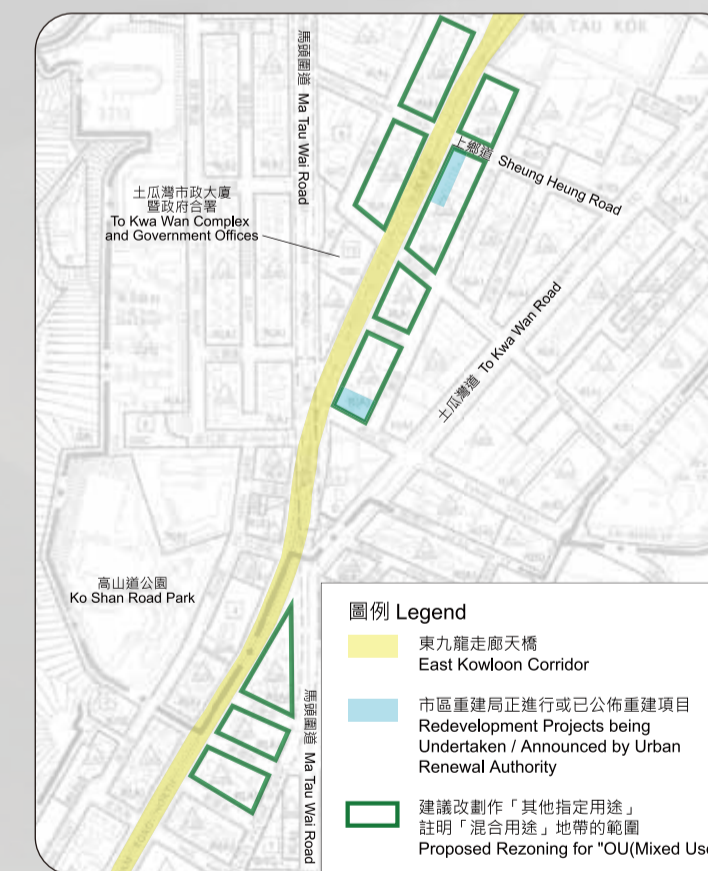 MA TAU KOK
馬頭圍道 Ma Tau Wai Road
上鄉道 Sheung Heung Road
土瓜灣市政大廈
暨政府合署
To Kwa Wan Complex
and Government Offices
土瓜灣道 To Kwa Wan Road
高山道公園
Ko Shan Road Park
馬頭圍道 Ma Tau Wai Road
圖例 Legend
東九龍走廊天橋
East Kowloon Corridor
市區重建局正進行或已公佈重建項目
Redevelopment Projects being
Undertaken / Announced by Urban
Renewal Authority
建議改劃作「其他指定用途」
註明「混合用途」地帶的範圍
Proposed Rezoning for "OU(Mixed Use